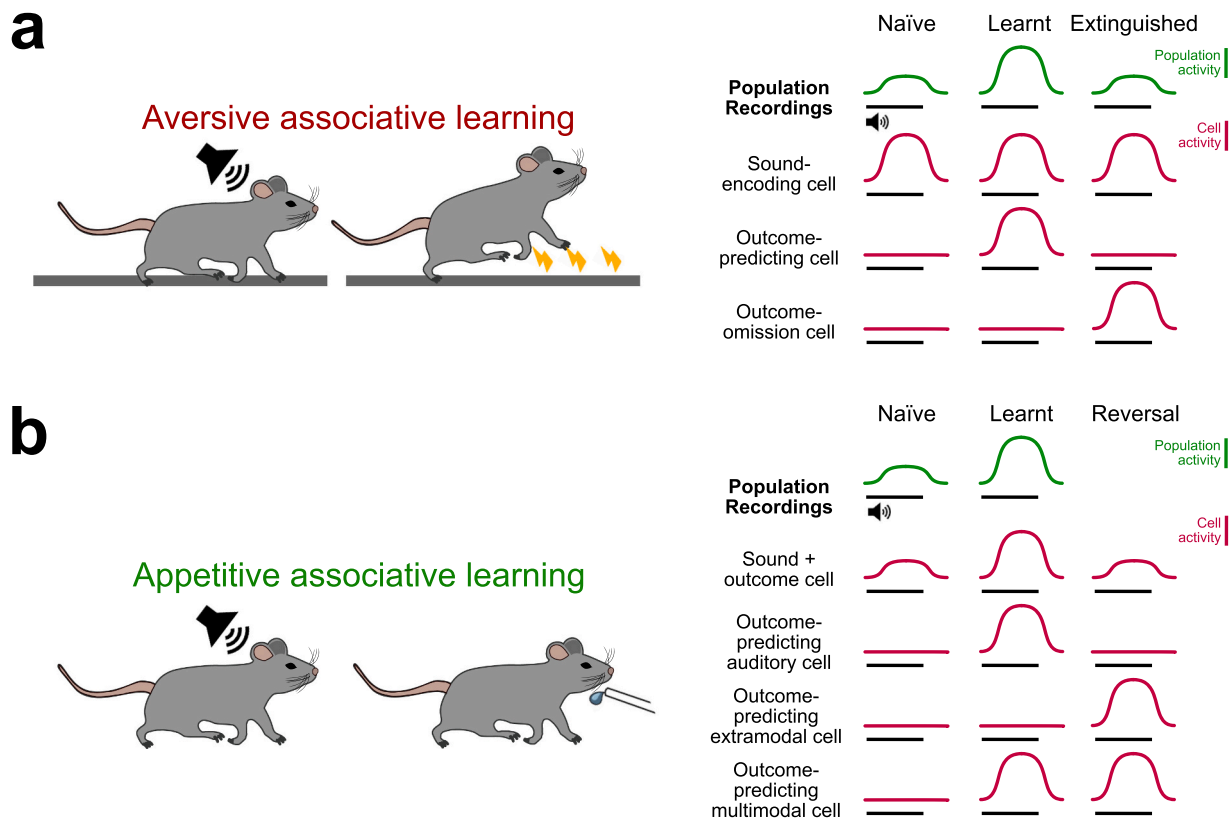 a
Aversive associative learning
Naïve Learnt Extinguished
Population
activity
Population
Recordings
Cell
activity
Sound-
encoding cell
Outcome-
predicting cell
Outcome-
omission cell
b
Appetitive associative learning
Naïve Learnt Reversal
Population
activity
Population
Recordings
Cell
activity
Sound +
outcome cell
Outcome-
predicting
auditory cell
Outcome-
predicting
extramodal cell
Outcome-
predicting
multimodal cell